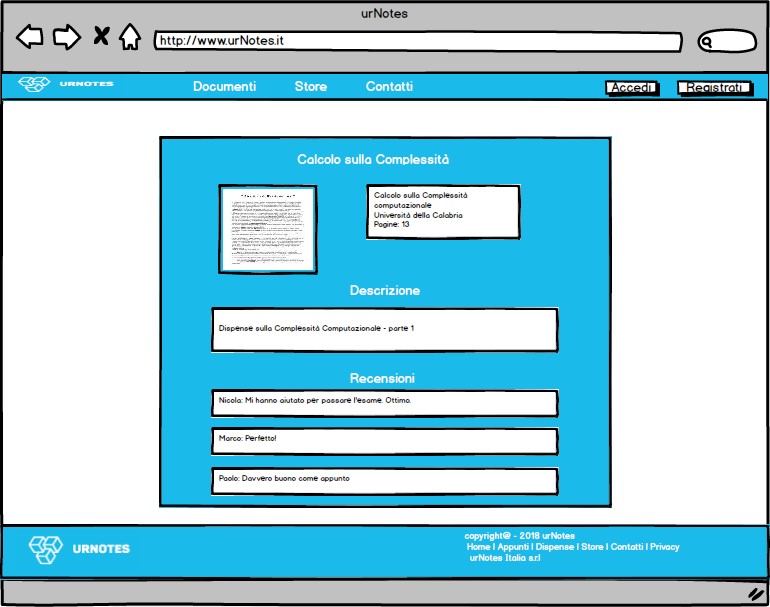 urNotes
http://www.urNotes.it
URNOTES
Documenti
Store
Contatti
Accedi
Registrati
Calcolo sulla Complessità
Calcolo sulla Complessità
computazionale
Università della Calabria
Pagine: 13
Descrizione
Dispense sulla Complessità Computazionale - parte 1
Recensioni
Nicola: Mi hanno aiutato per passare l'esame. Ottimo.
Marco: Perfetto!
Paolo: Davvero buono come appunto
URNOTES
copyright@ - 2018 urNotes
Home | Appunti | Dispense | Store | Contatti | Privacy
urNotes Italia s.r.l